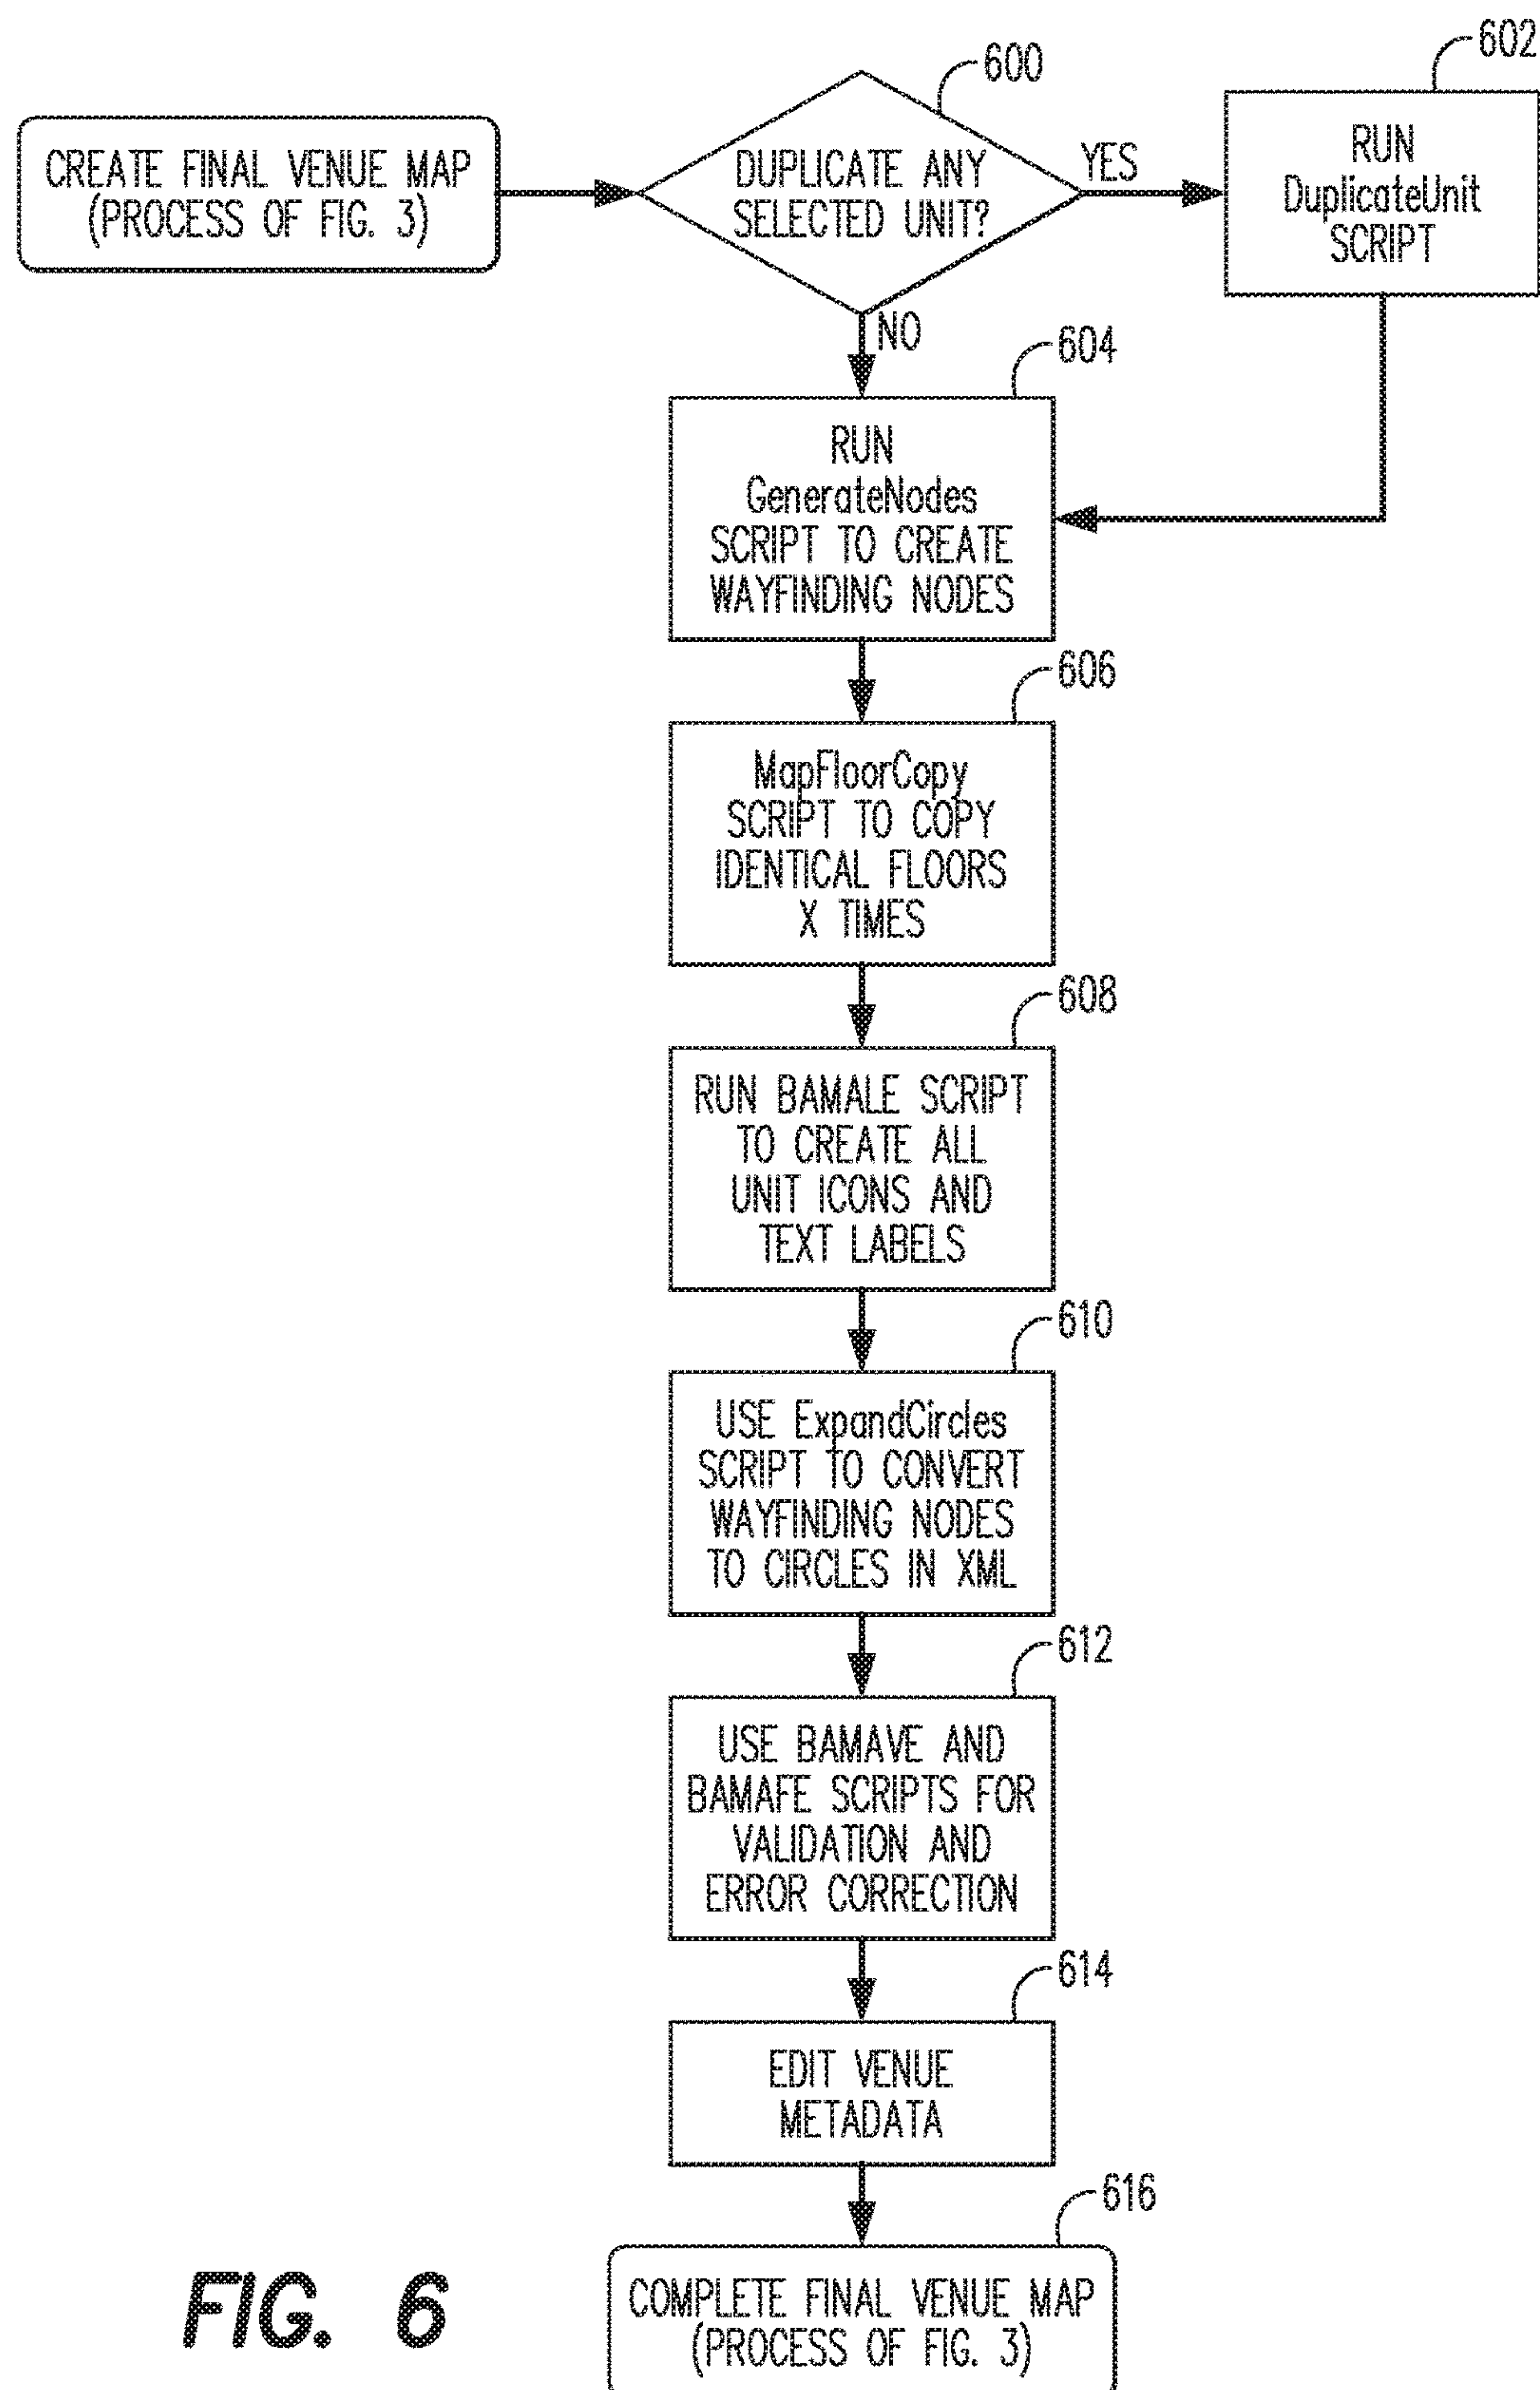 CREATE FINAL VENUE MAP
(PROCESS OF FIG. 3)
600
DUPLICATE ANY
SELECTED UNIT?
YES
602
RUN
DuplicateUnit
SCRIPT
NO
604
RUN
GenerateNodes
SCRIPT TO CREATE
WAYFINDING NODES
606
MapFloorCopy
SCRIPT TO COPY
IDENTICAL FLOORS
X TIMES
608
RUN BAMALE SCRIPT
TO CREATE ALL
UNIT ICONS AND
TEXT LABELS
610
USE ExpandCircles
SCRIPT TO CONVERT
WAYFINDING NODES
TO CIRCLES IN XML
612
USE BAMAVE AND
BAMAFE SCRIPTS FOR
VALIDATION AND
ERROR CORRECTION
614
EDIT VENUE
METADATA
616
COMPLETE FINAL VENUE MAP
(PROCESS OF FIG. 3)
FIG. 6